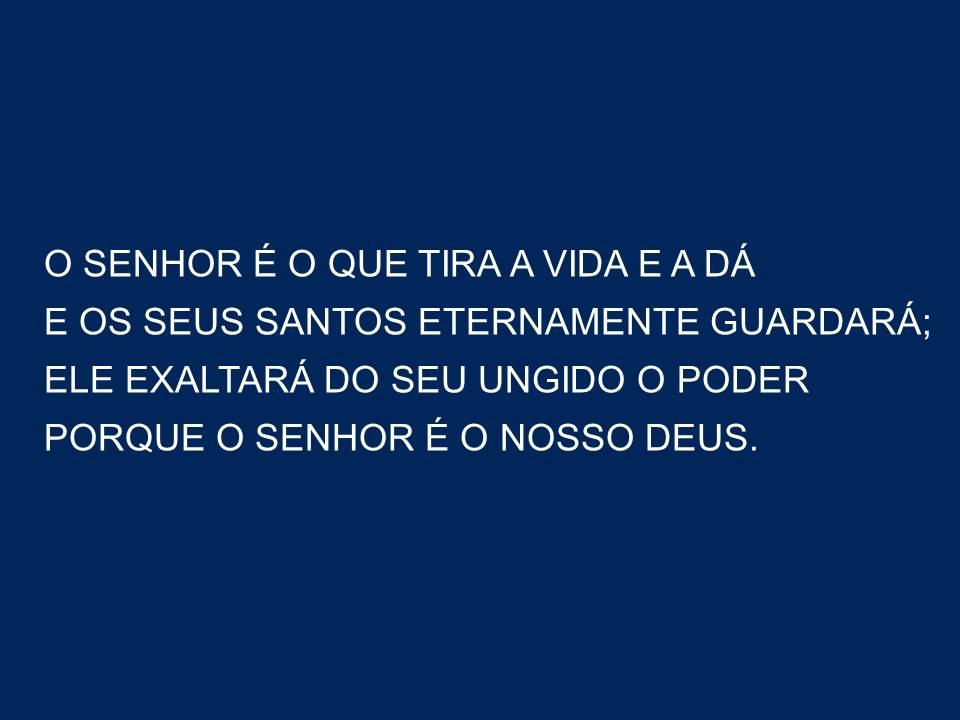 O SENHOR É O QUE TIRA A VIDA E A DÁ
E OS SEUS SANTOS ETERNAMENTE GUARDARÁ;
ELE EXALTARÁ DO SEU UNGIDO O PODER
PORQUE O SENHOR É O NOSSO DEUS.